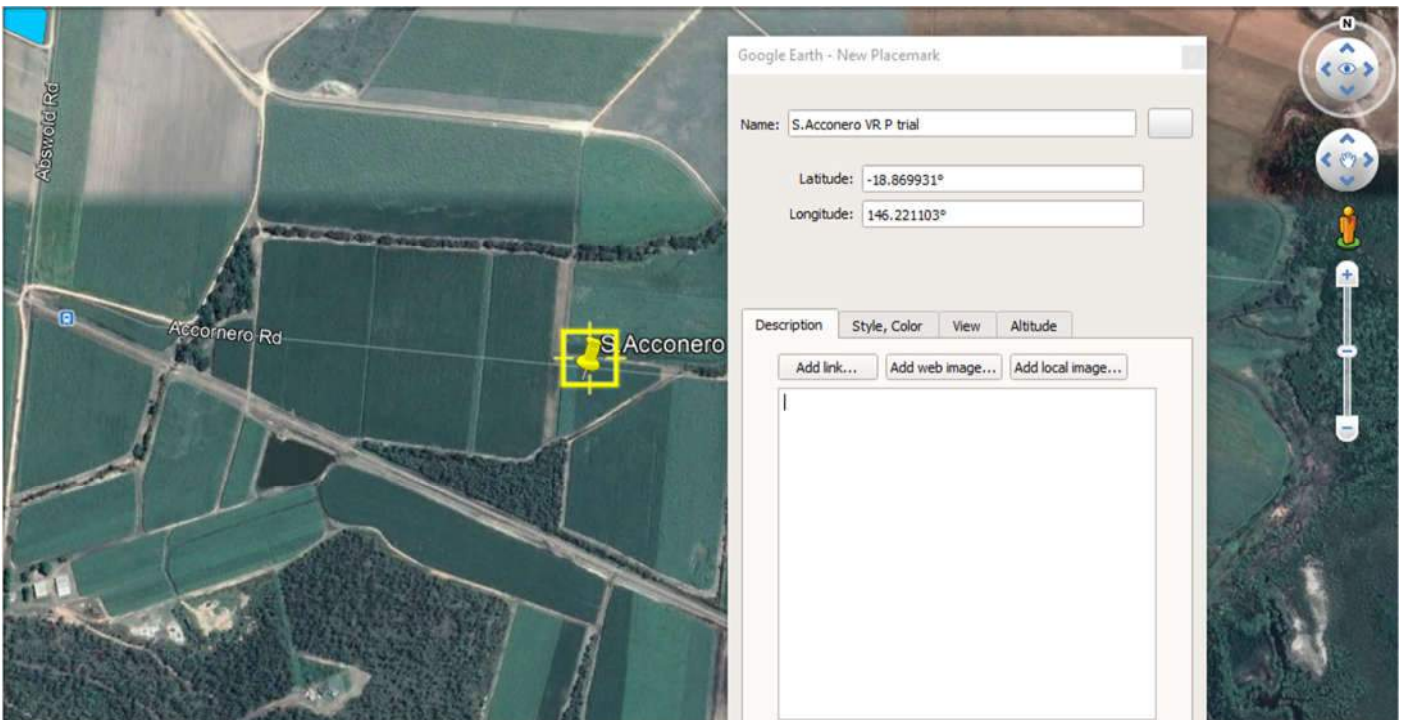 N
Google Earth - New Placemark
Abswold Rd
Name: S.Acconero VR P trial
Latitude: -18.869931°
Longitude: 146.221103°
Accornero Rd
S.Acconero
Description Style, Color View Altitude
Add link... Add web image... Add local image...